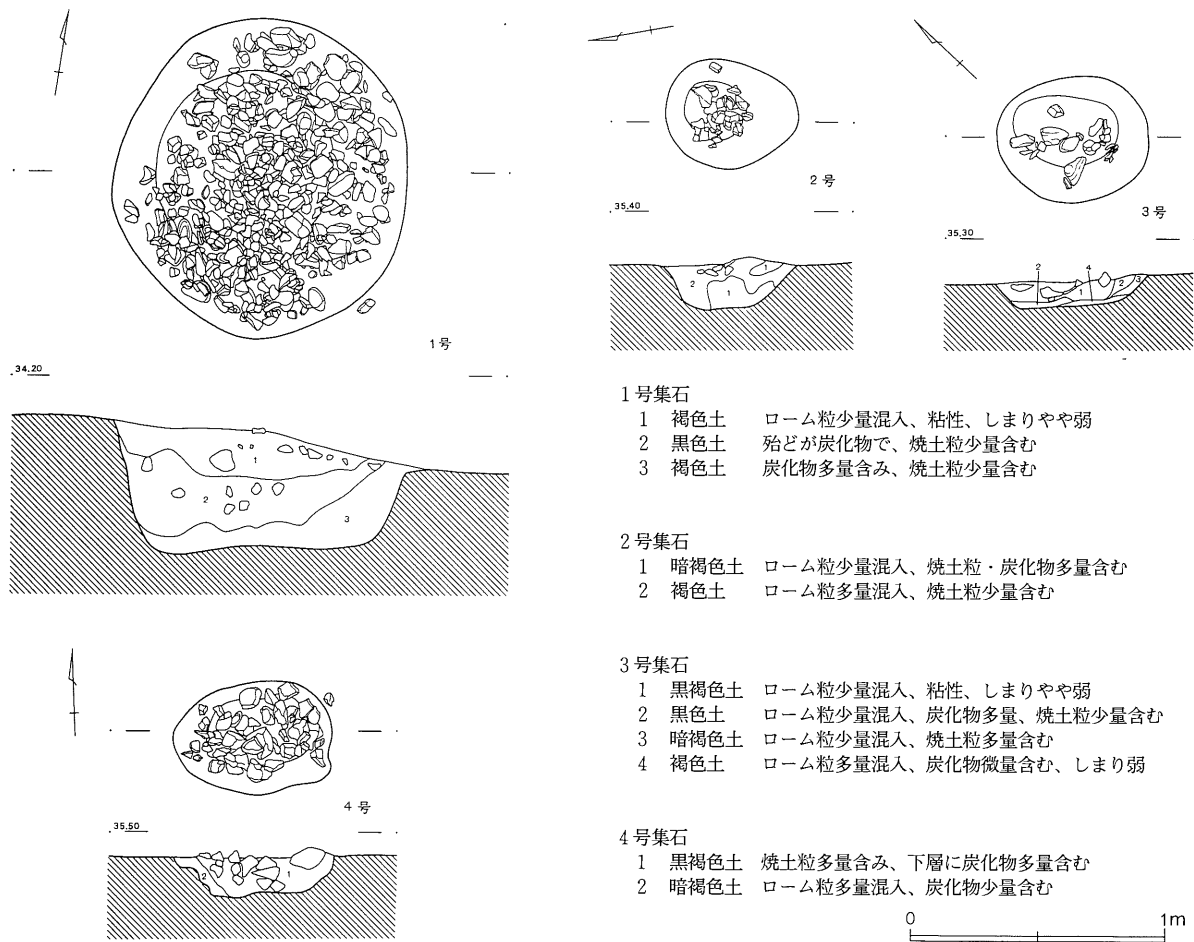 1号
34.20
2号
35.40
3号
35.30
1
2
3
2
1
1
2
4
1
2
3
4号
35.50
2
1
1号集石
1 褐色土 ローム粒少量混入、粘性、しまりやや弱
2 黒色土 殆どが炭化物で、焼土粒少量含む
3 褐色土 炭化物多量含み、焼土粒少量含む
2号集石
1 暗褐色土 ローム粒少量混入、焼土粒・炭化物多量含む
2 褐色土 ローム粒多量混入、焼土粒少量含む
3号集石
1 黒褐色土 ローム粒少量混入、粘性、しまりやや弱
2 黒色土 ローム粒少量混入、炭化物多量、焼土粒少量含む
3 暗褐色土 ローム粒少量混入、焼土粒多量含む
4 褐色土 ローム粒多量混入、炭化物微量含む、しまり弱
4号集石
1 黒褐色土 焼土粒多量含み、下層に炭化物多量含む
2 暗褐色土 ローム粒多量混入、炭化物少量含む
0 1m